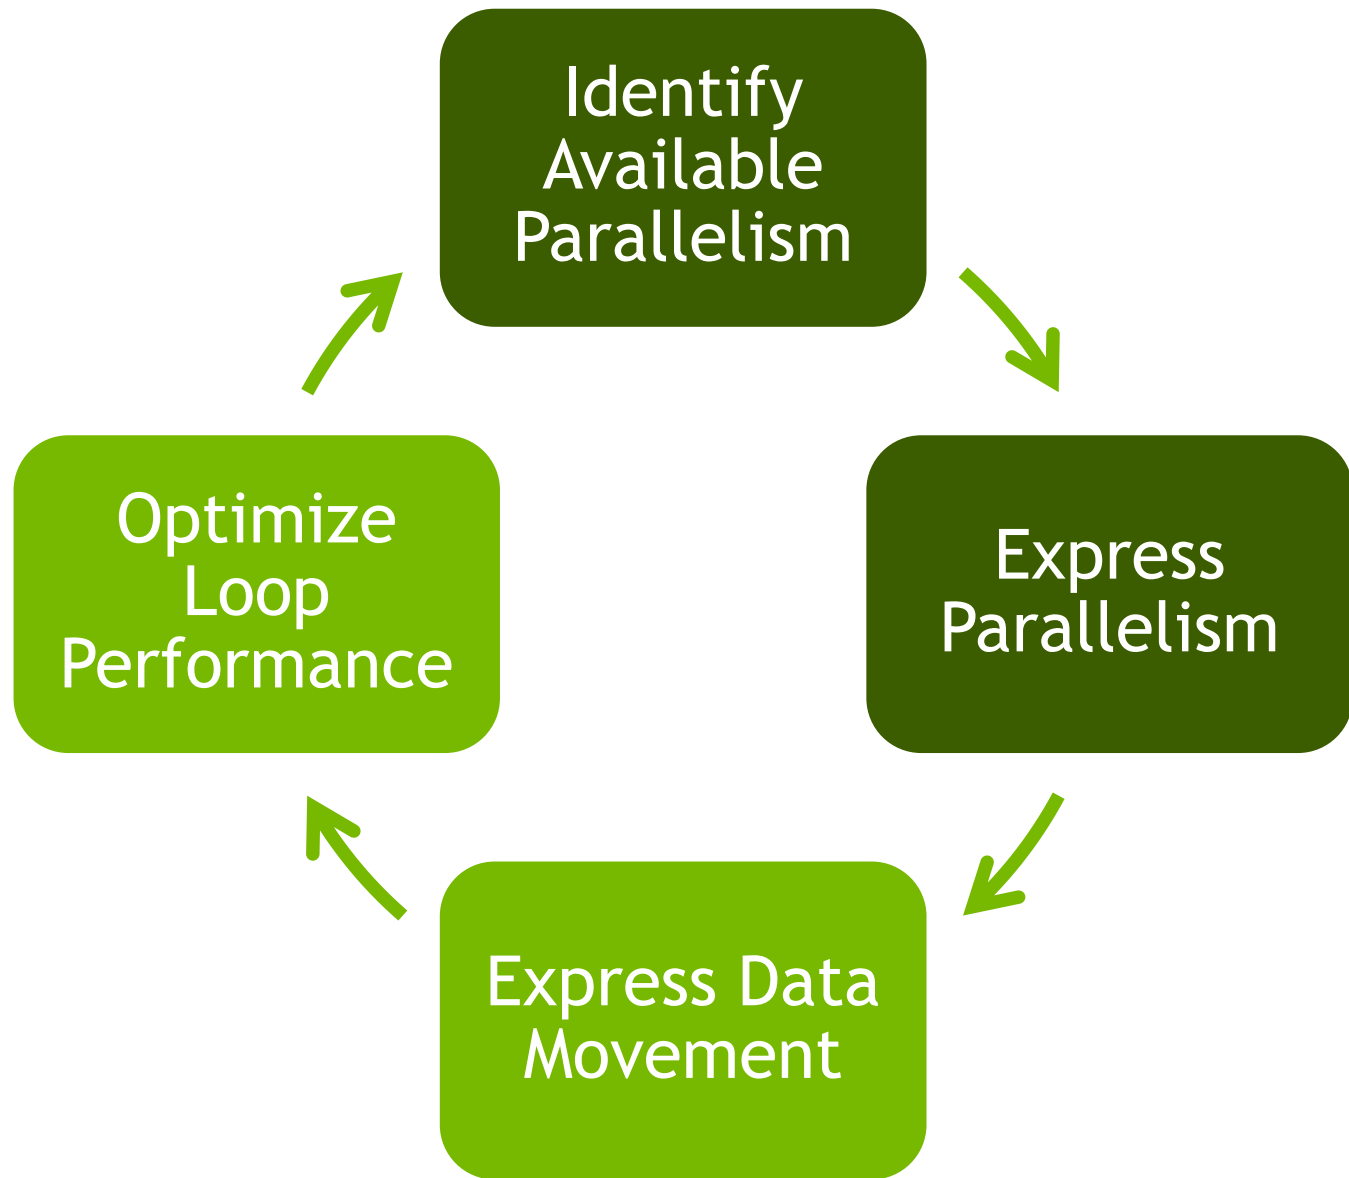 Identify
Available
Parallelism
Express
Parallelism
Express Data
Movement
Optimize
Loop
Performance